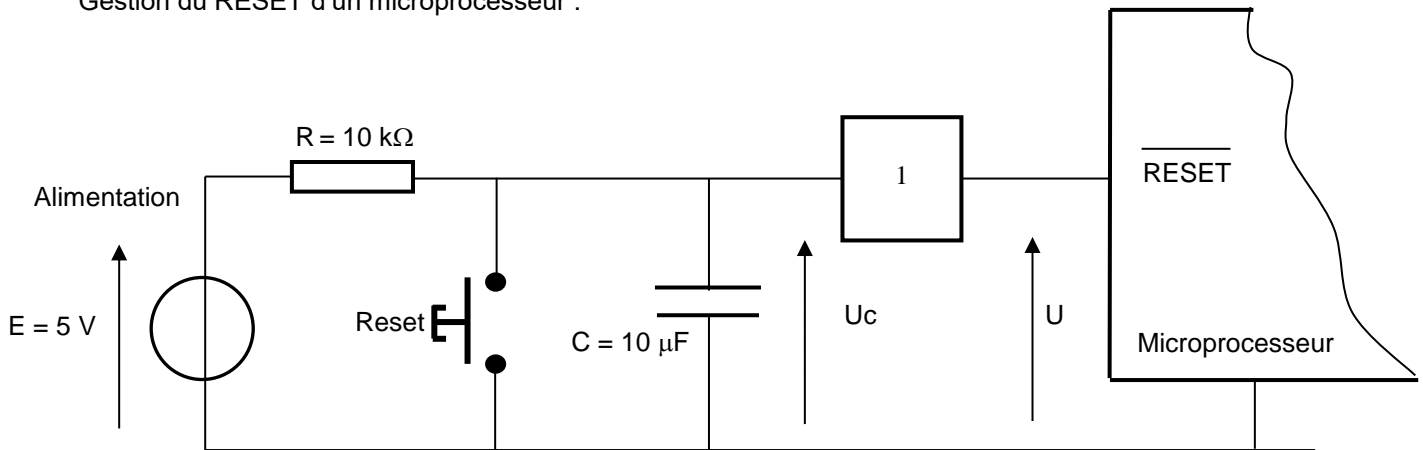 Gestion du RESET d'un microprocesseur :
R = 10 kΩ
1
RESET
Alimentation
E = 5 V
Reset
C = 10 μF
Uc
U
Microprocesseur